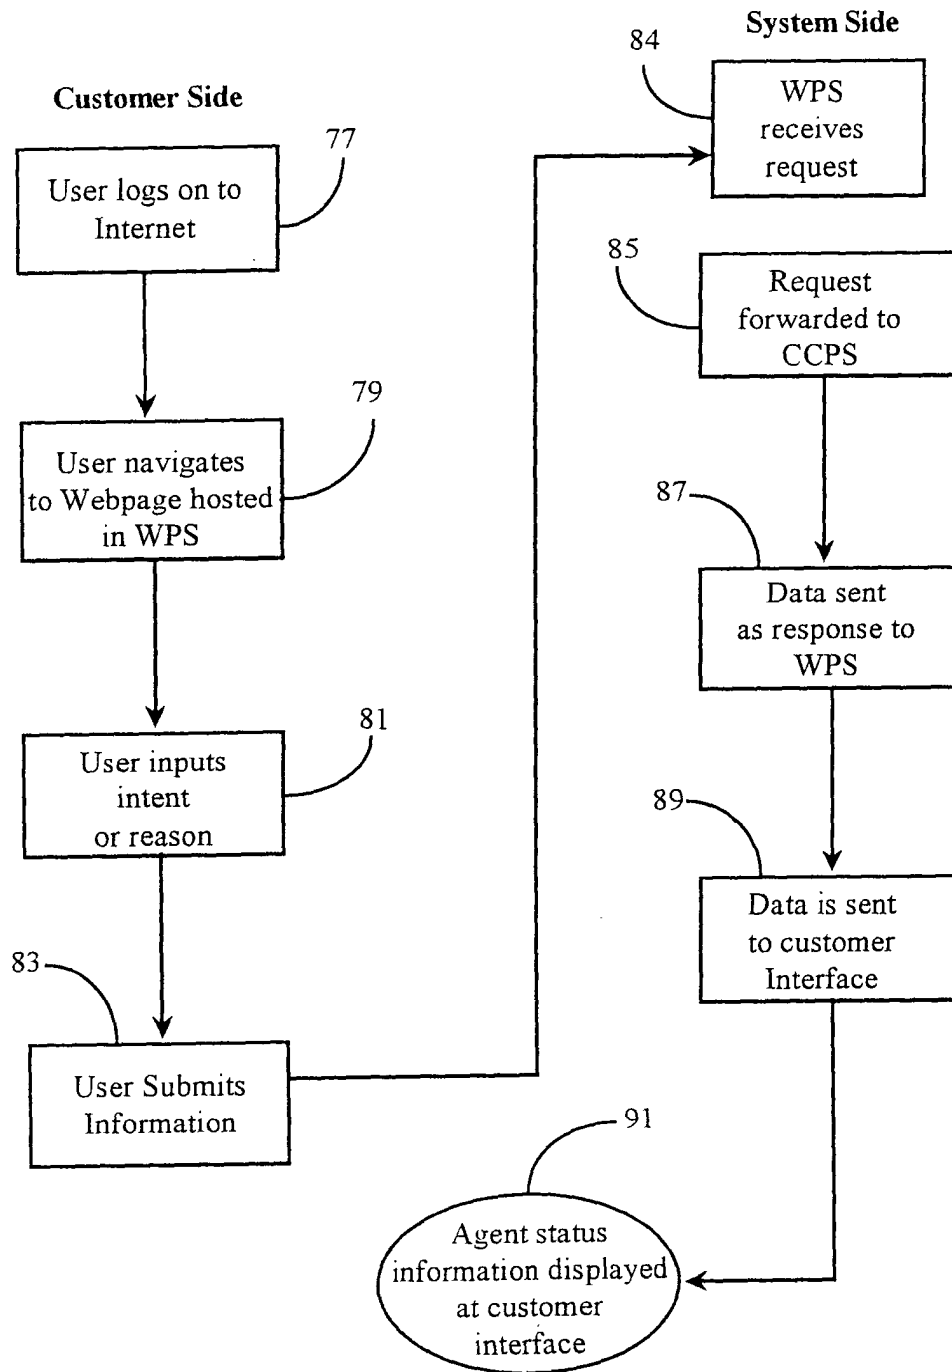 Customer Side
77
User logs on to
Internet
79
User navigates
to Webpage hosted
in WPS
81
User inputs
intent
or reason
83
User Submits
Information
System Side
84
WPS
receives
request
85
Request
forwarded to
CCPS
87
Data sent
as response to
WPS
89
Data is sent
to customer
Interface
91
Agent status
information displayed
at customer
interface